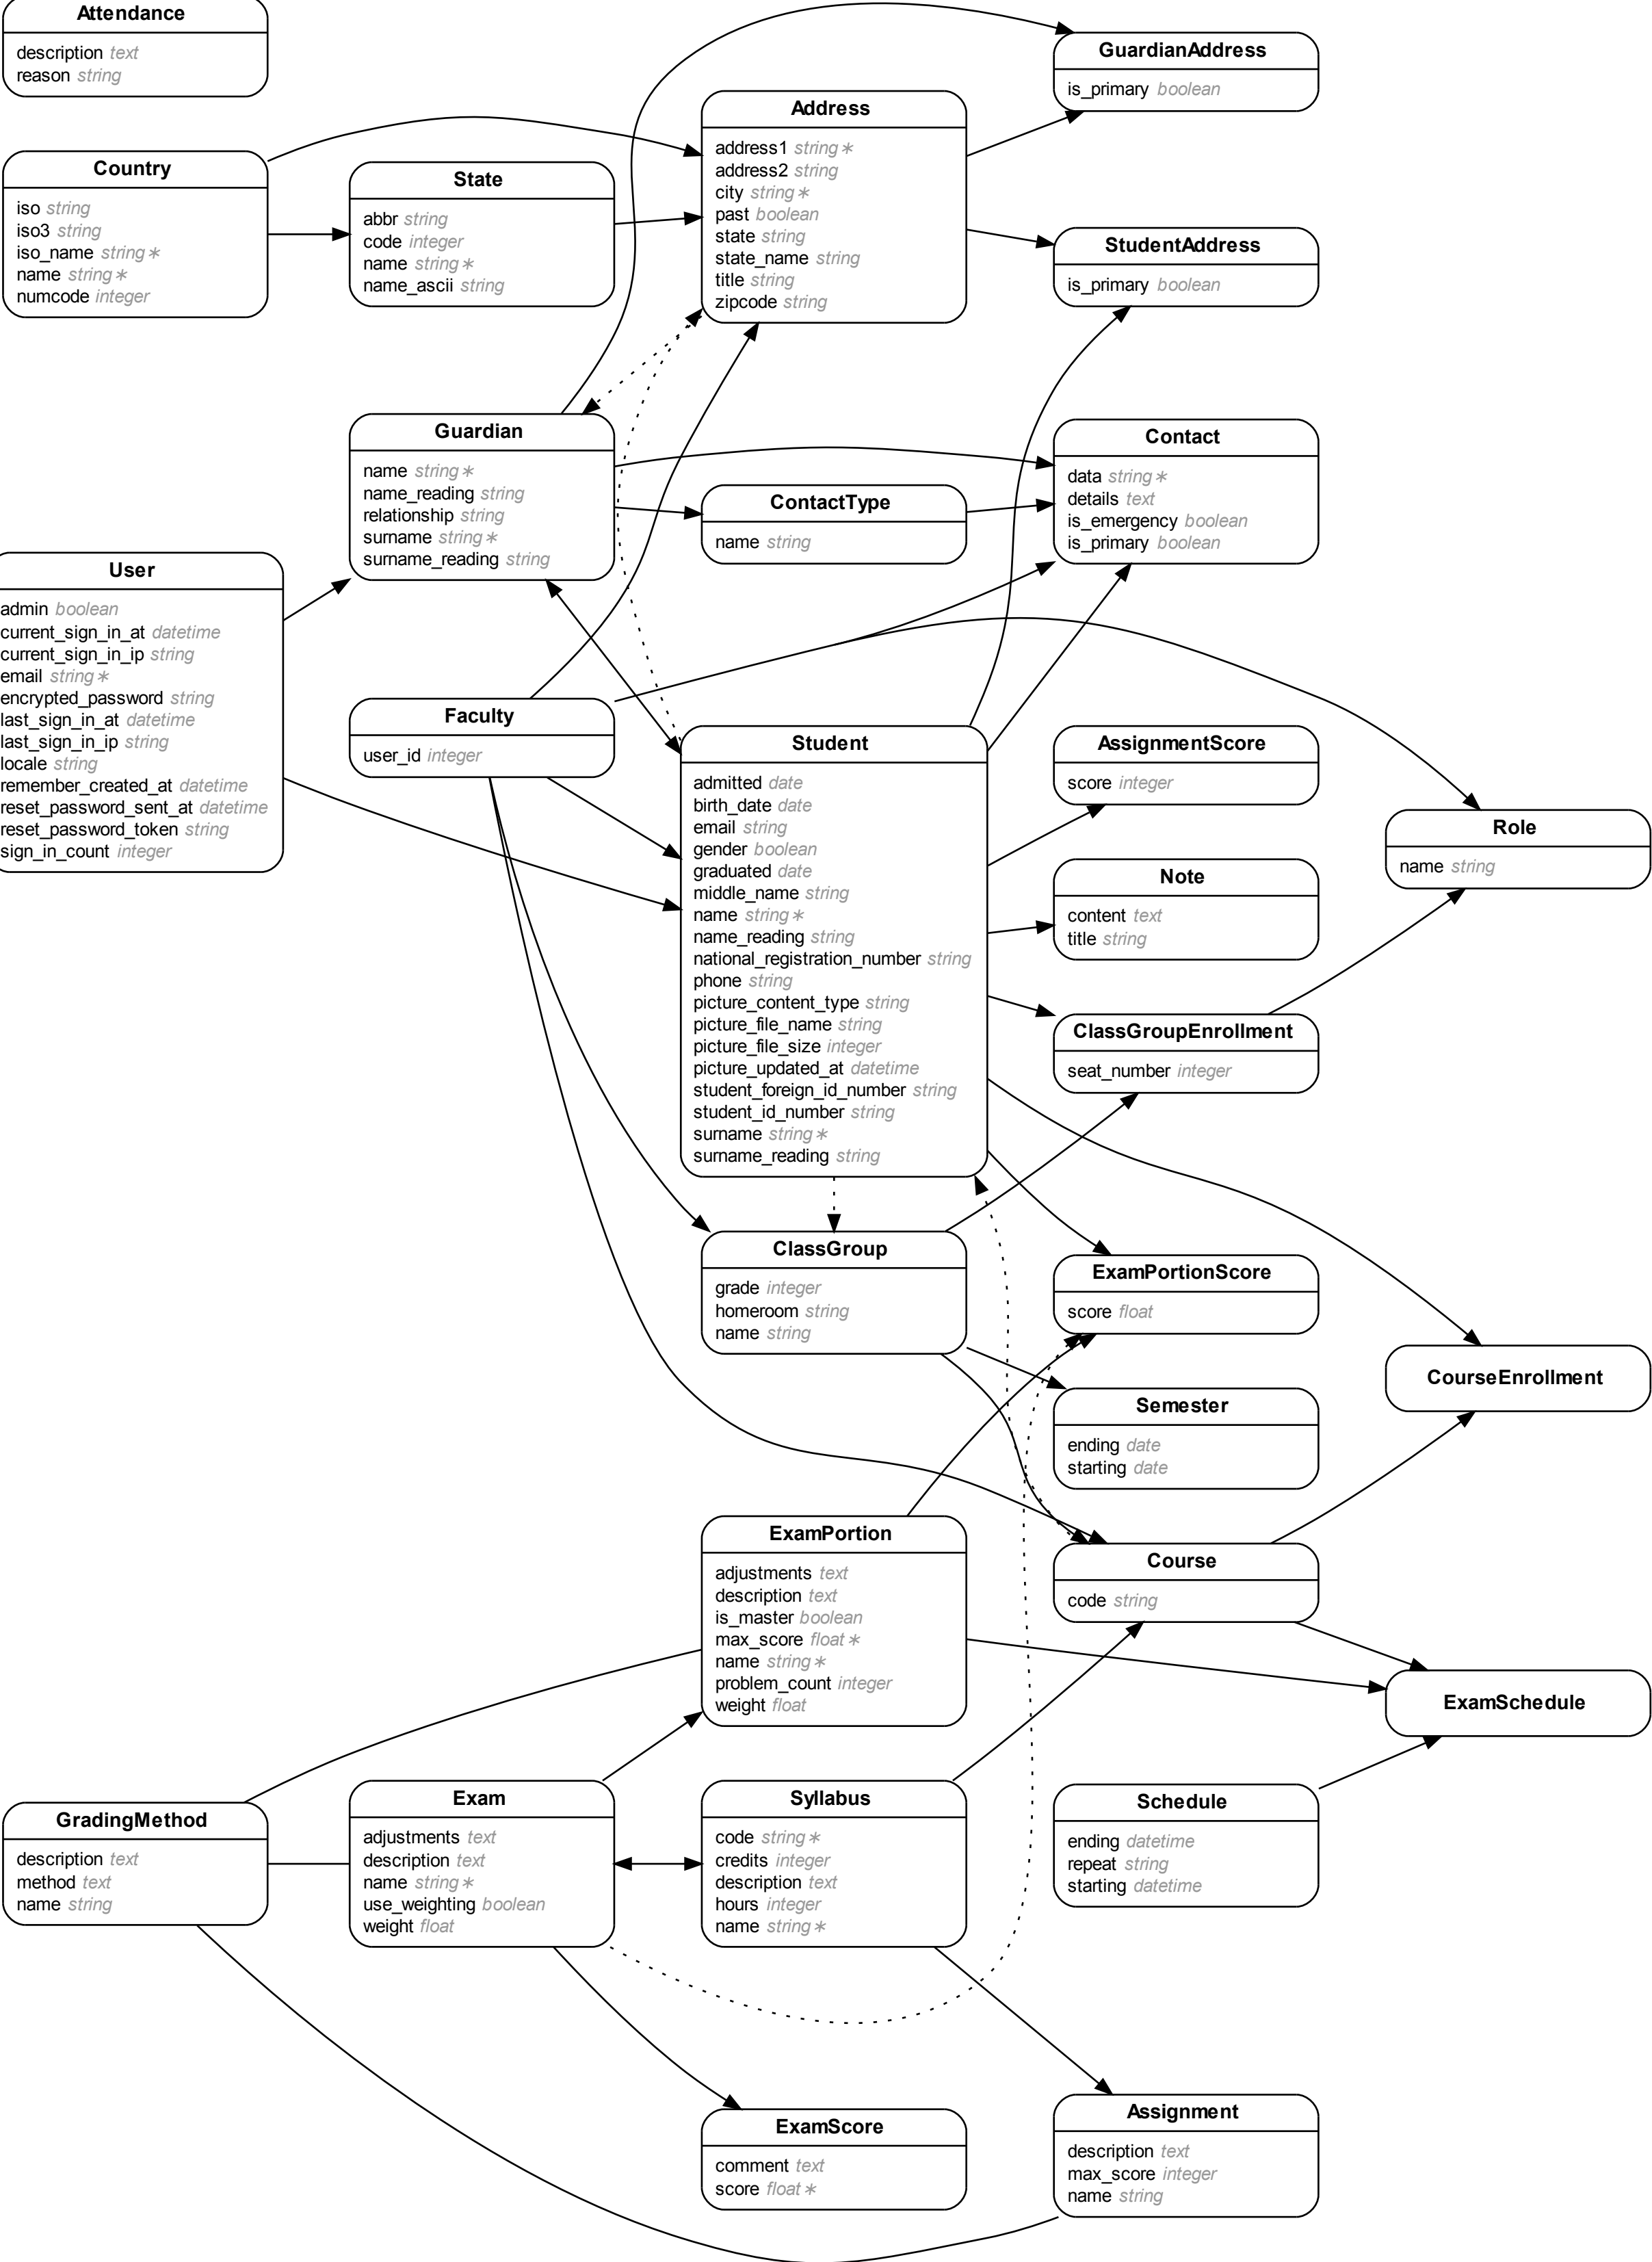 Attendance
description text
reason string
Country
iso string
iso3 string
iso_name string∗
name string∗
numcode integer
State
abbr string
code integer
name string∗
name_ascii string
Address
address1 string∗
address2 string
city string∗
past boolean
state string
state_name string
title string
zipcode string
GuardianAddress
is_primary boolean
StudentAddress
is_primary boolean
Guardian
name string∗
name_reading string
relationship string
surname string∗
surname_reading string
ContactType
name string
Contact
data string∗
details text
is_emergency boolean
is_primary boolean
User
admin boolean
current_sign_in_at datetime
current_sign_in_ip string
email string∗
encrypted_password string
last_sign_in_at datetime
last_sign_in_ip string
locale string
remember_created_at datetime
reset_password_sent_at datetime
reset_password_token string
sign_in_count integer
Faculty
user_id integer
Student
admitted date
birth_date date
email string
gender boolean
graduated date
middle_name string
name string∗
name_reading string
national_registration_number string
phone string
picture_content_type string
picture_file_name string
picture_file_size integer
picture_updated_at datetime
student_foreign_id_number string
student_id_number string
surname string∗
surname_reading string
AssignmentScore
score integer
Role
name string
Note
content text
title string
ClassGroupEnrollment
seat_number integer
ClassGroup
grade integer
homeroom string
name string
ExamPortionScore
score float
CourseEnrollment
Semester
ending date
starting date
ExamPortion
adjustments text
description text
is_master boolean
max_score float∗
name string∗
problem_count integer
weight float
Course
code string
ExamSchedule
GradingMethod
description text
method text
name string
Exam
adjustments text
description text
name string∗
use_weighting boolean
weight float
Syllabus
code string∗
credits integer
description text
hours integer
name string∗
Schedule
ending datetime
repeat string
starting datetime
ExamScore
comment text
score float∗
Assignment
description text
max_score integer
name string